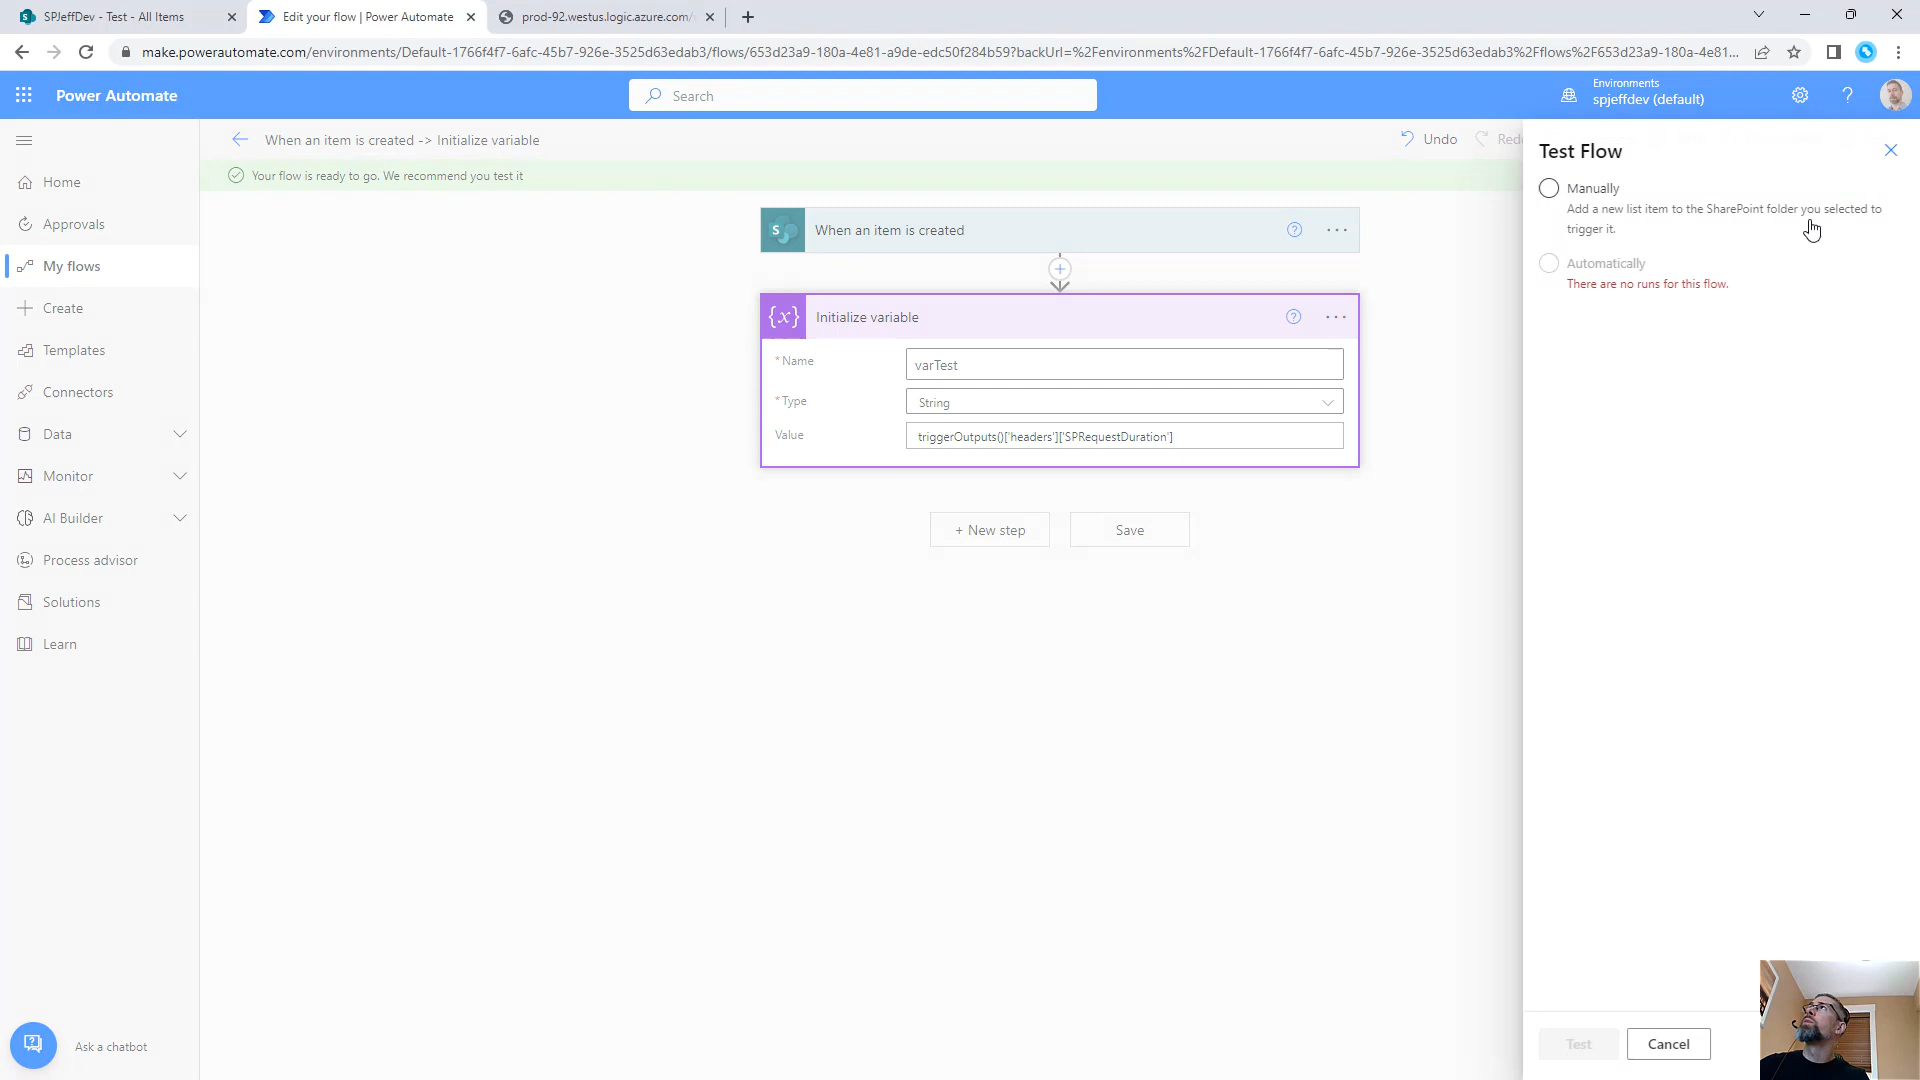 SPJeffDev - Test - All Items
Edit your flow | Power Automate
prod-92.westus.logic.azure.com/
make.powerautomate.com/environments/Default-1766f4f7-6afc-45b7-926e-3525d63edab3/flows/653d23a9-180a-4e81-a9de-edc50f284b59?backUrl=%2Fenvironments%2FDefault-1766f4f7-6afc-45b7-926e-3525d63edab3%2Fflows%2F653d23a9-180a-4e81...
Power Automate
Search
Environments
spjeffdev (default)
When an item is created -> Initialize variable
Undo
Your flow is ready to go. We recommend you test it
Home
Approvals
My flows
Create
Templates
Connectors
Data
Monitor
AI Builder
Process advisor
Solutions
Learn
Ask a chatbot
When an item is created
{x} Initialize variable
* Name
varTest
* Type
String
Value
triggerOutputs()['headers']['SPRequestDuration']
+ New step
Save
Test Flow
Manually
Add a new list item to the SharePoint folder you selected to
trigger it.
Automatically
There are no runs for this flow.
Test
Cancel